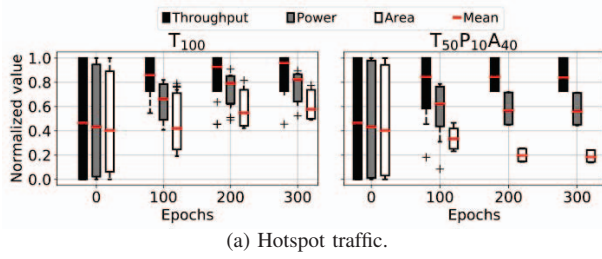 Throughput Power Area Mean
T100 T50P10A40
Normalized value
1.0
0.8
0.6
0.4
0.2
0.0
0 100 200 300 0 100 200 300
Epochs Epochs
(a) Hotspot traffic.